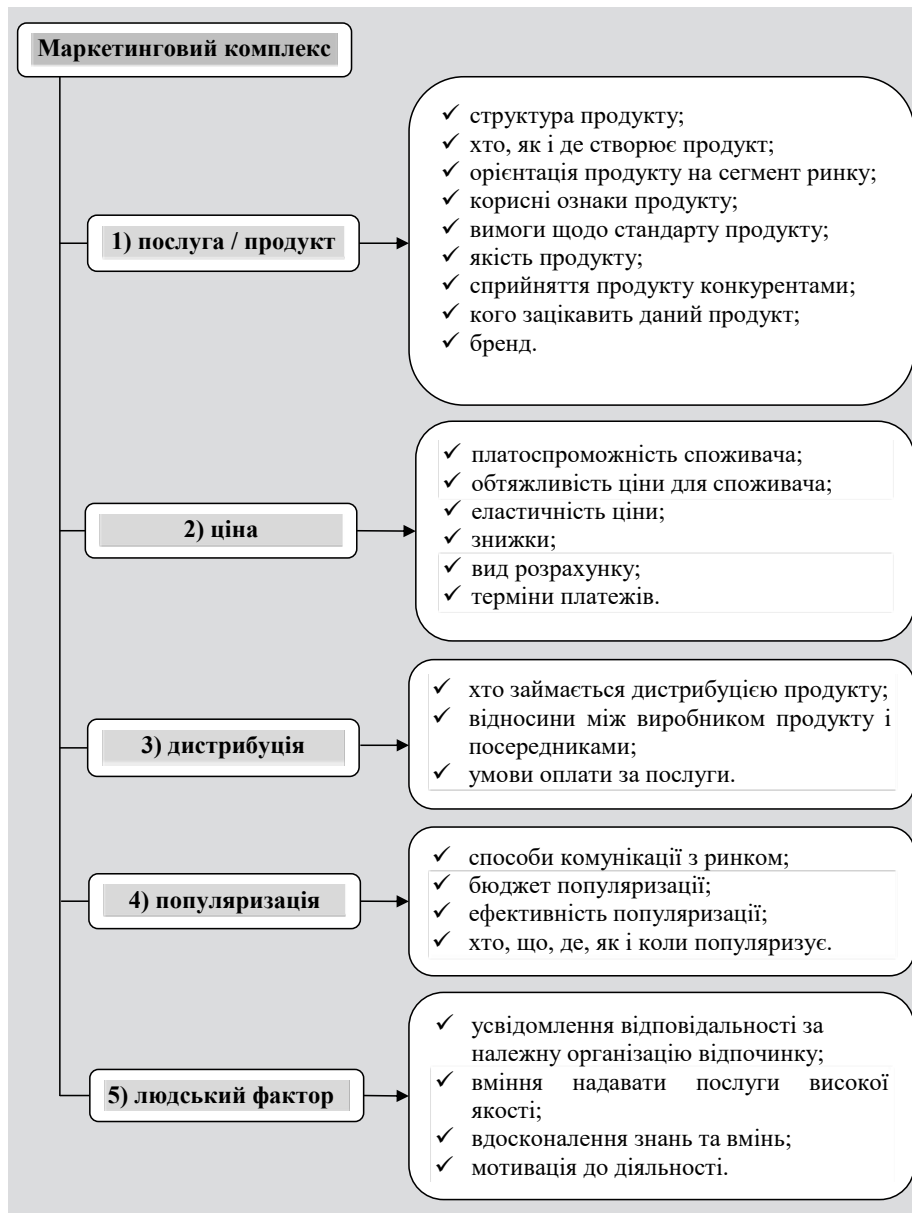 Маркетинговий комплекс
1) послуга / продукт
✓ структура продукту;
✓ хто, як і де створює продукт;
✓ орієнтація продукту на сегмент ринку;
✓ корисні ознаки продукту;
✓ вимоги щодо стандарту продукту;
✓ якість продукту;
✓ сприйняття продукту конкурентами;
✓ кого зацікавить даний продукт;
✓ бренд.
2) ціна
✓ платоспроможність споживача;
✓ обтяжливість ціни для споживача;
✓ еластичність ціни;
✓ знижки;
✓ вид розрахунку;
✓ терміни платежів.
3) дистрибуція
✓ хто займається дистрибуцією продукту;
✓ відносини між виробником продукту і
посередниками;
✓ умови оплати за послуги.
4) популяризація
✓ способи комунікації з ринком;
✓ бюджет популяризації;
✓ ефективність популяризації;
✓ хто, що, де, як і коли популяризує.
5) людський фактор
✓ усвідомлення відповідальності за
належну організацію відпочинку;
✓ вміння надавати послуги високої
якості;
✓ вдосконалення знань та вмінь;
✓ мотивація до діяльності.